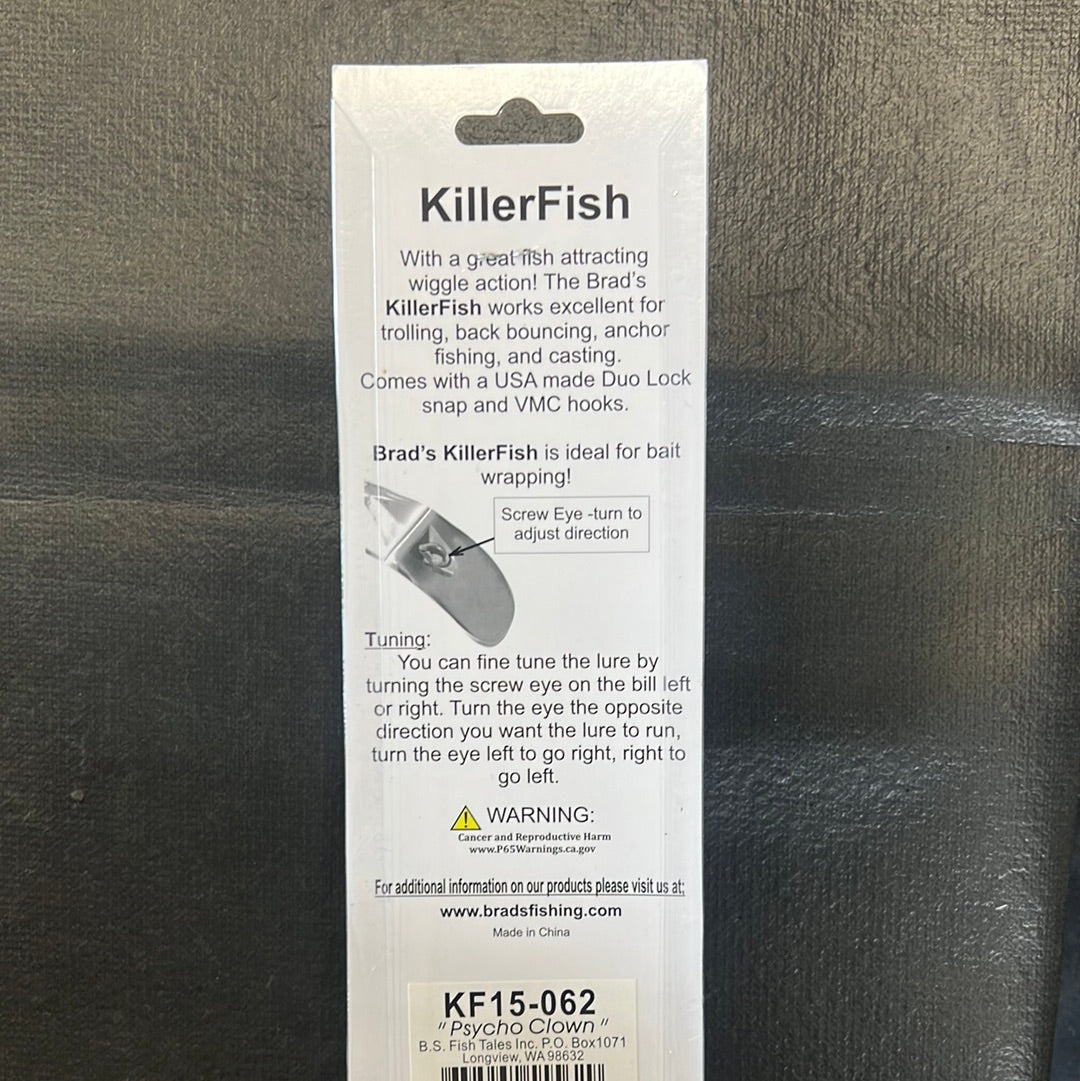 KillerFish
With a great fish attracting
wiggle action! The Brad's
KillerFish works excellent for
trolling, back bouncing, anchor
fishing, and casting.
Comes with a USA made Duo Lock
snap and VMC hooks.
Brad's KillerFish is ideal for bait
wrapping!
Screw Eye -turn to
adjust direction
Tuning:
You can fine tune the lure by
turning the screw eye on the bill left
or right. Turn the eye the opposite
direction you want the lure to run,
turn the eye left to go right, right to
go left.
WARNING:
Cancer and Reproductive Harm
www.P65Warnings.ca.gov
For additional information on our products please visit us at;
www.bradsfishing.com
Made in China
KF15-062
"Psycho Clown"
B.S. Fish Tales Inc. P.O. Box1071
Longview, WA 98632